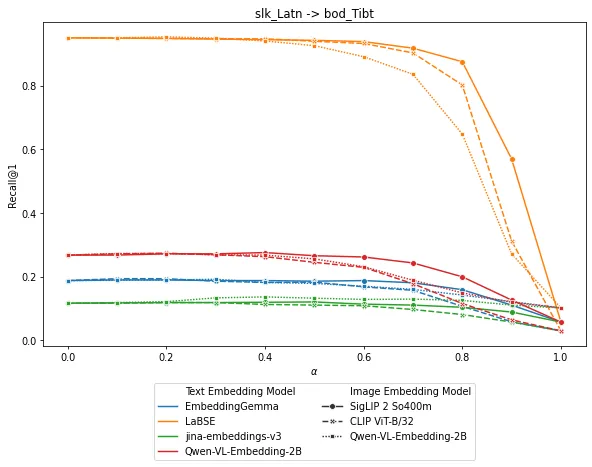 slk_Latn -> bod_Tibt
Recall@1
0.8
0.6
0.4
0.2
0.0
0.0 0.2 0.4 0.6 0.8 1.0
α
Text Embedding Model
EmbeddingGemma
LaBSE
jina-embeddings-v3
Qwen-VL-Embedding-2B
Image Embedding Model
SigLIP 2 So400m
CLIP ViT-B/32
Qwen-VL-Embedding-2B